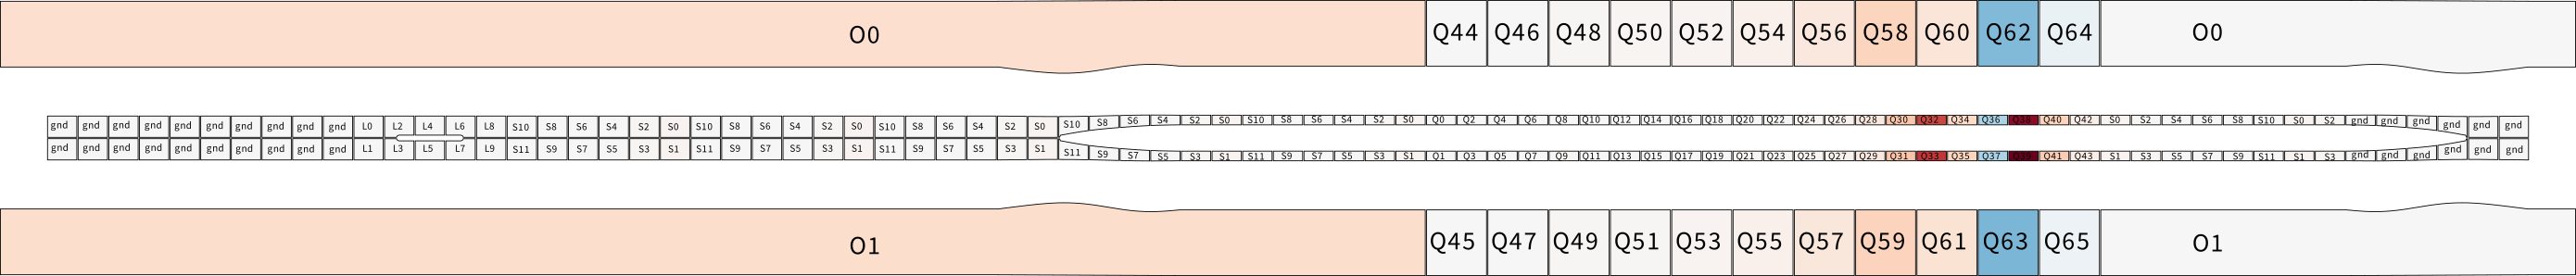 O0 Q44 Q46 Q48 Q50 Q52 Q54 Q56 Q58 Q60 Q62 Q64 O0
gnd gnd gnd gnd gnd gnd gnd gnd gnd gnd L0 L2 L4 L6 L8 S10 S8 S6 S4 S2 S0 S10 S8 S6 S4 S2 S0 S10 S8 S6 S4 S2 S0 S10 S8 S6 S4 S2 S0 S10 S8 S6 S4 S2 S0 Q0 Q2 Q4 Q6 Q8 Q10 Q12 Q14 Q16 Q18 Q20 Q22 Q24 Q26 Q28 Q30 Q32 Q34 Q36 Q38 Q40 Q42 S0 S2 S4 S6 S8 S10 S0 S2 gnd gnd gnd gnd gnd gnd
gnd gnd gnd gnd gnd gnd gnd gnd gnd gnd L1 L3 L5 L7 L9 S11 S9 S7 S5 S3 S1 S11 S9 S7 S5 S3 S1 S11 S9 S7 S5 S3 S1 S11 S9 S7 S5 S3 S1 S11 S9 S7 S5 S3 S1 Q1 Q3 Q5 Q7 Q9 Q11 Q13 Q15 Q17 Q19 Q21 Q23 Q25 Q27 Q29 Q31 Q33 Q35 Q37 Q39 Q41 Q43 S1 S3 S5 S7 S9 S11 S1 S3 gnd gnd gnd gnd gnd gnd
O1 Q45 Q47 Q49 Q51 Q53 Q55 Q57 Q59 Q61 Q63 Q65 O1